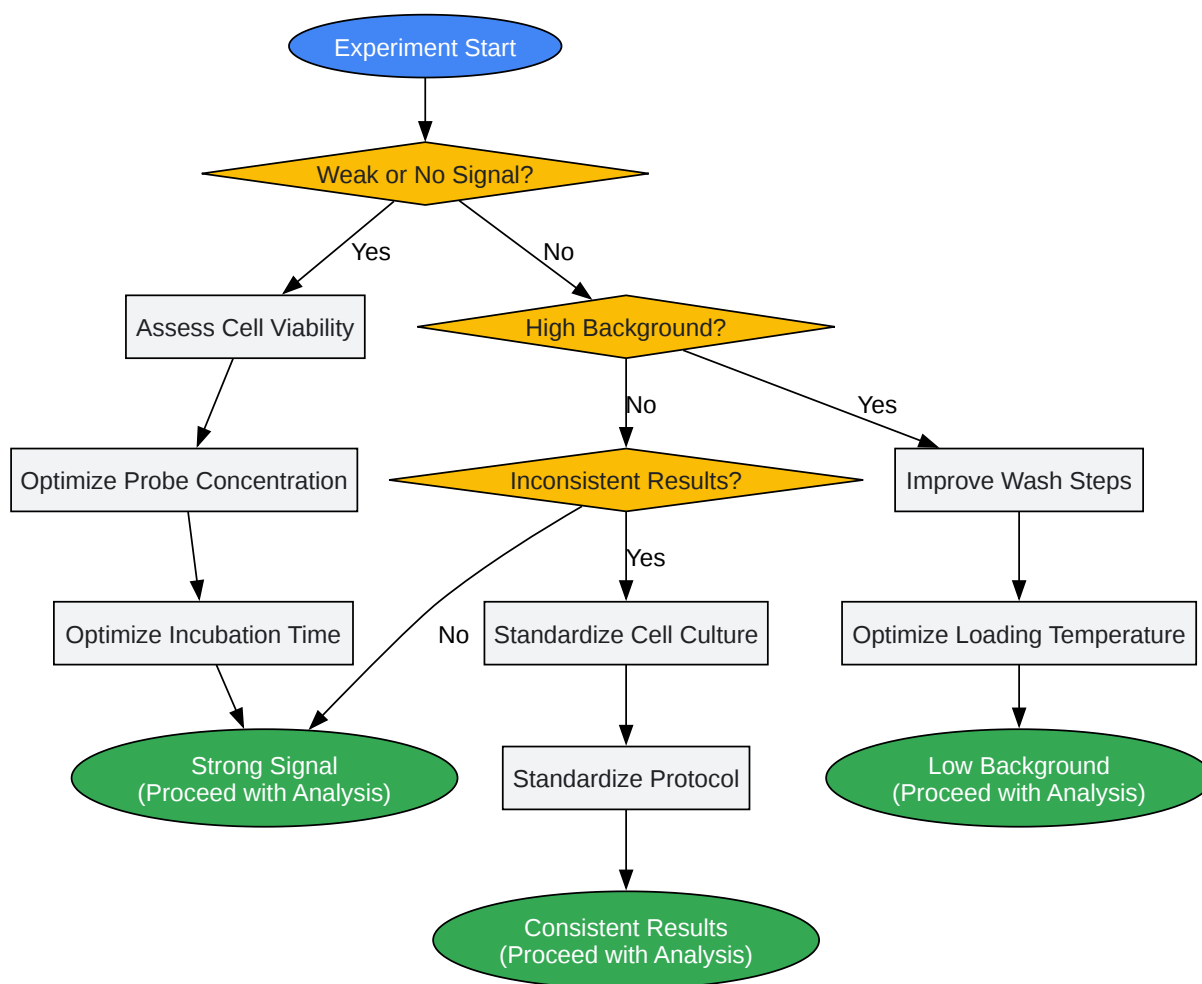 Experiment Start
Weak or No Signal?
Yes
No
Assess Cell Viability
High Background?
No
Yes
Optimize Probe Concentration
Inconsistent Results?
Improve Wash Steps
Yes
Optimize Incubation Time
No
Standardize Cell Culture
Optimize Loading Temperature
Strong Signal
(Proceed with Analysis)
Standardize Protocol
Low Background
(Proceed with Analysis)
Consistent Results
(Proceed with Analysis)